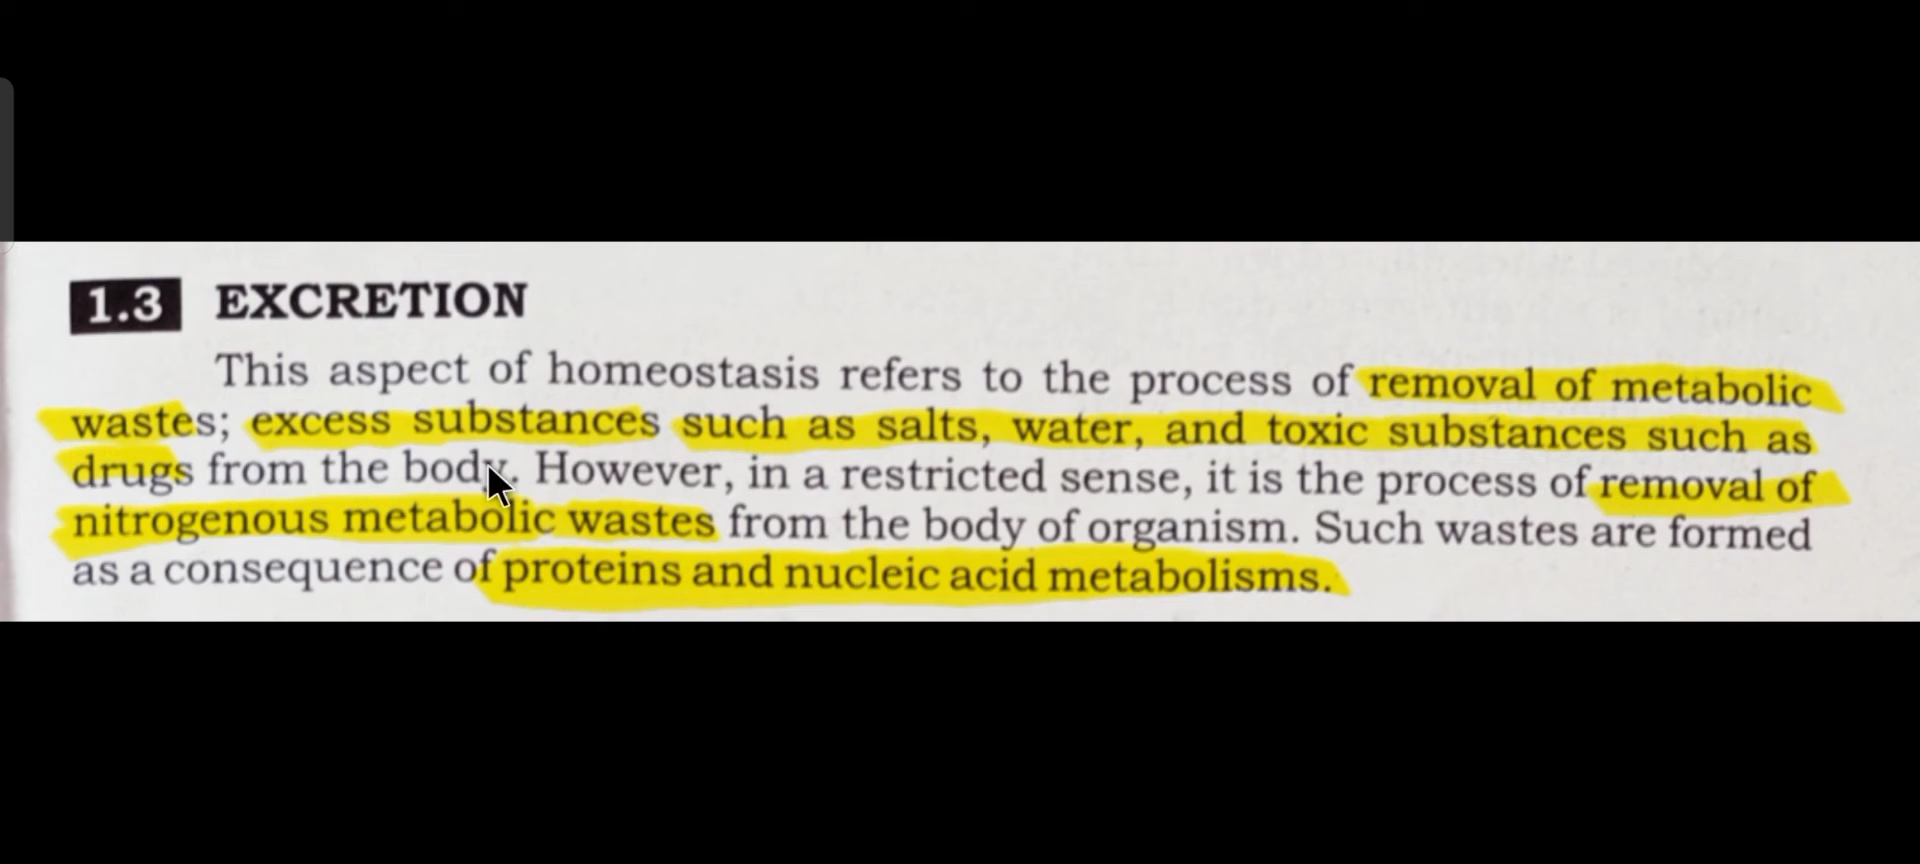 1.3 EXCRETION
This aspect of homeostasis refers to the process of removal of metabolic
wastes; excess substances such as salts, water, and toxic substances such as
drugs from the body. However, in a restricted sense, it is the process of removal of
nitrogenous metabolic wastes from the body of organism. Such wastes are formed
as a consequence of proteins and nucleic acid metabolisms.